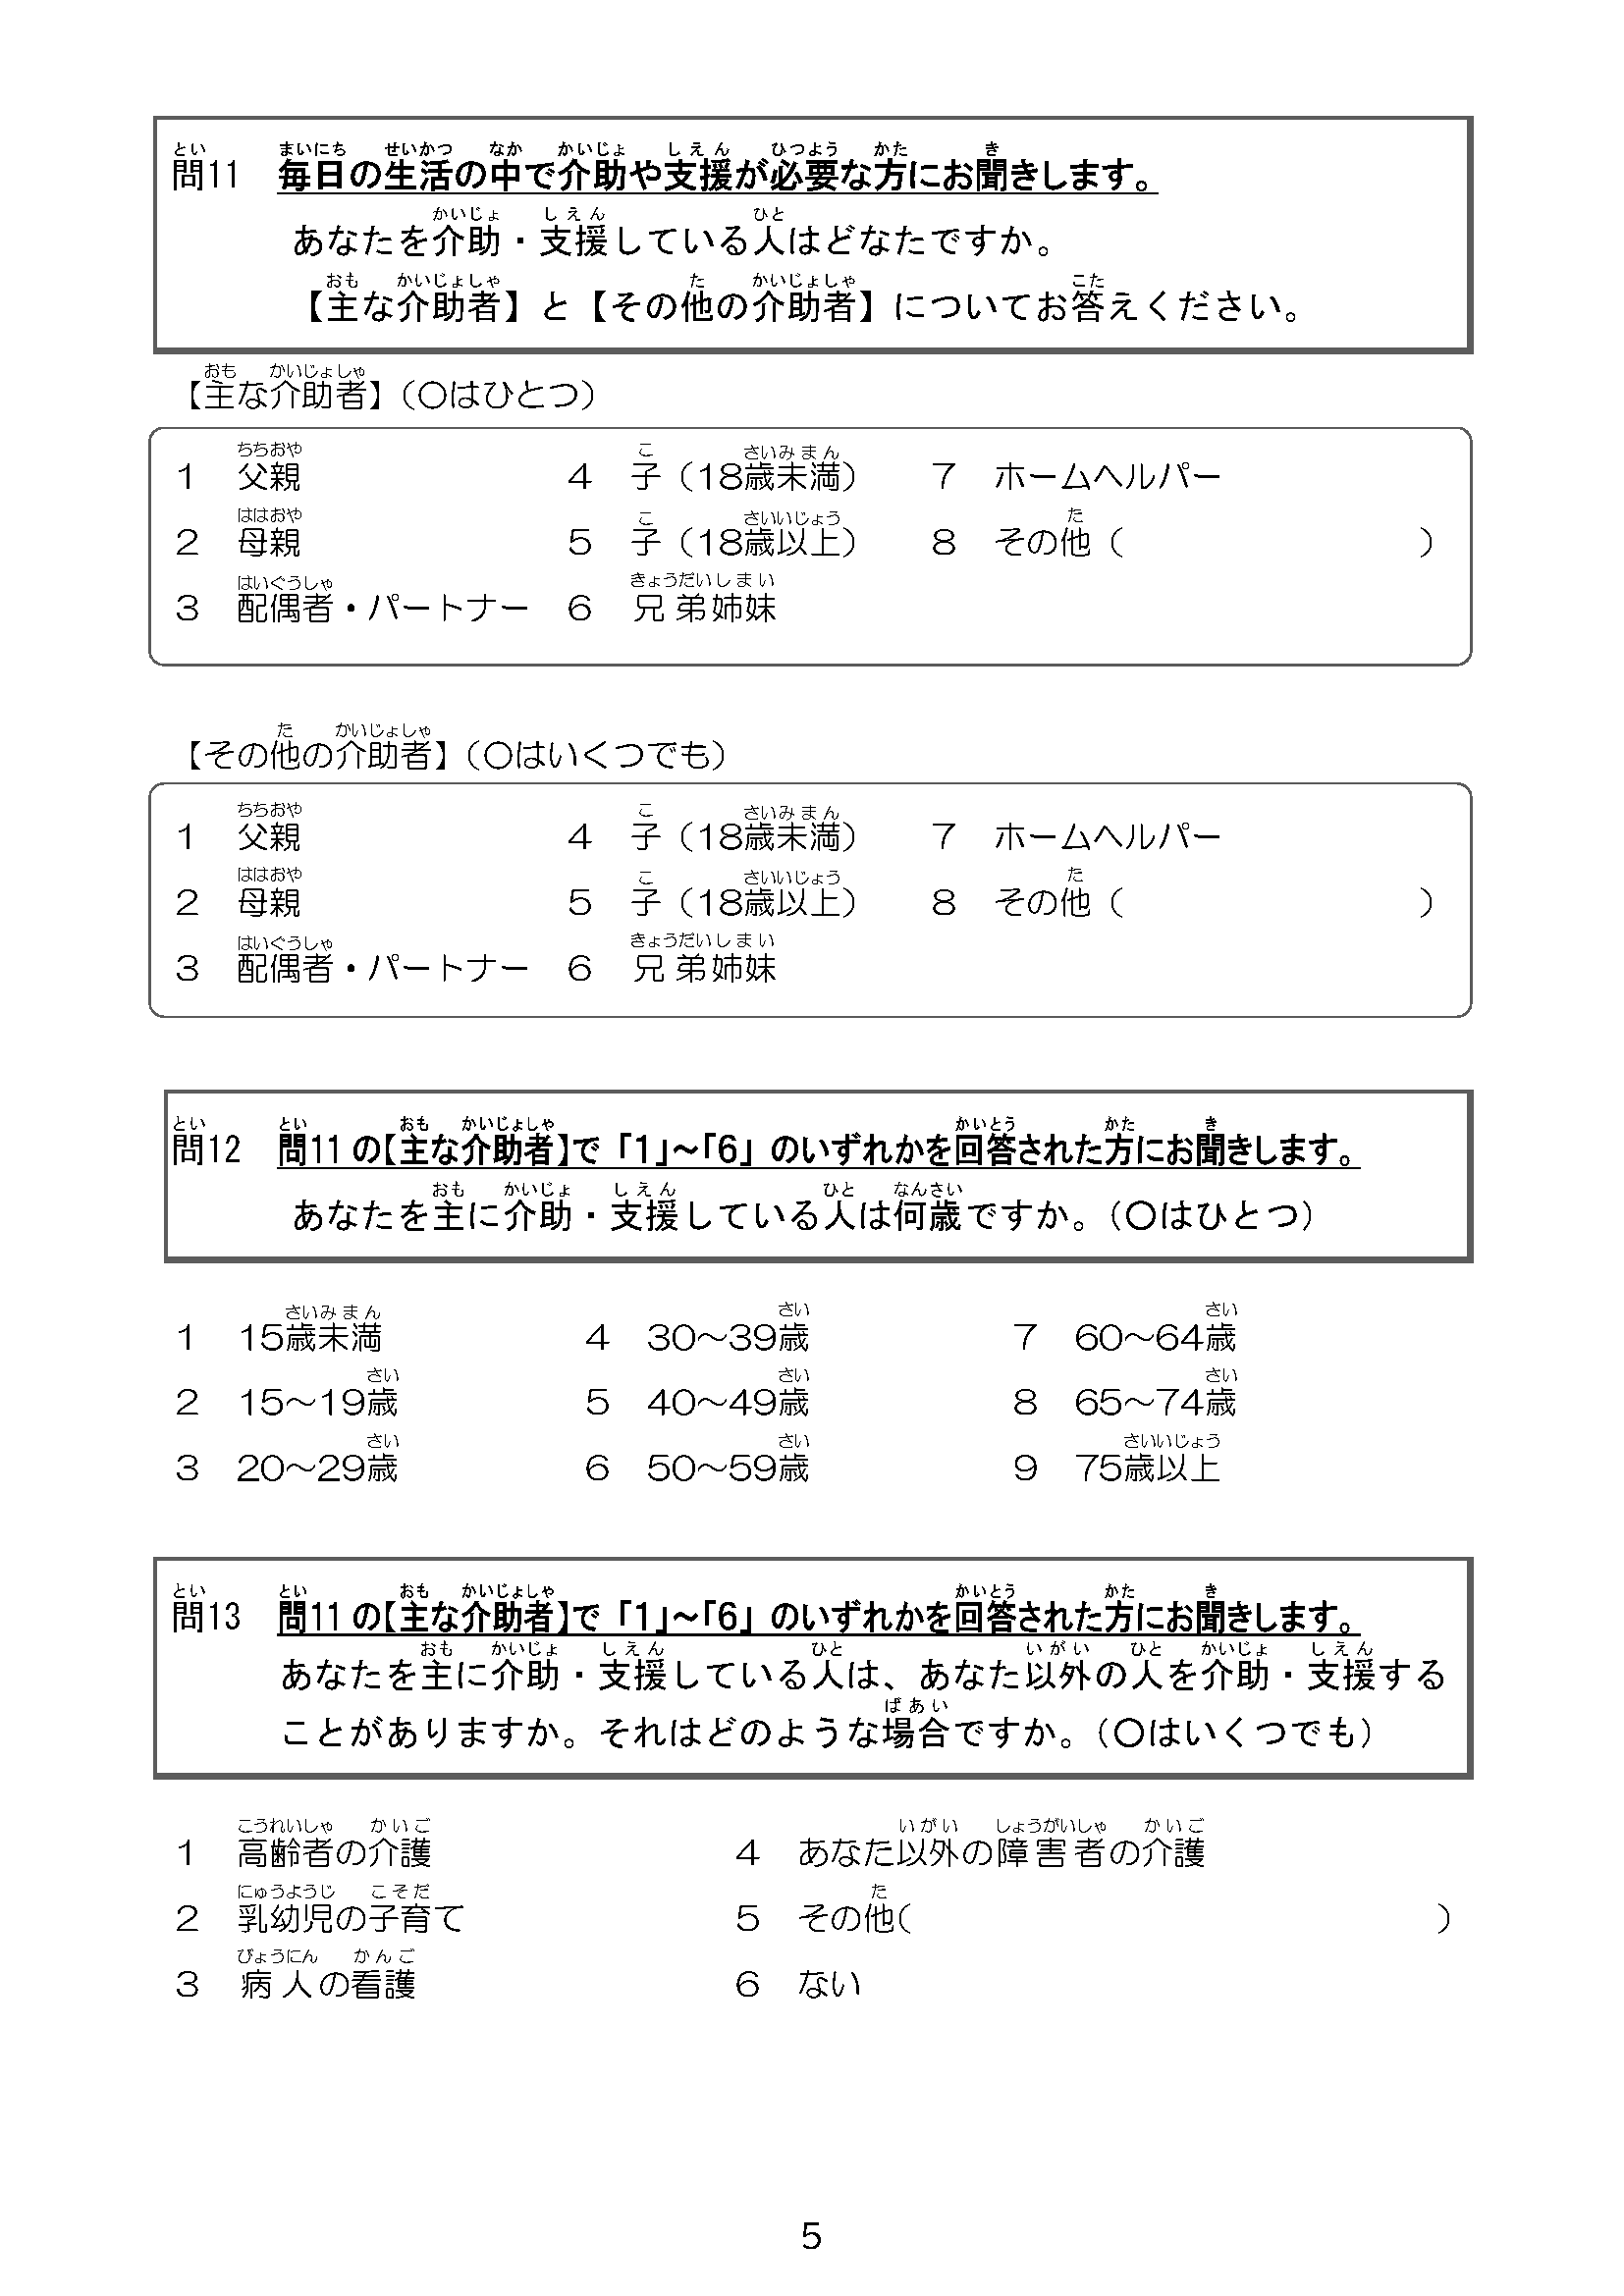 問11　毎日の生活の中で介助や支援が必要な方にお聞きします。
あなたを介助・支援している人はどなたですか。
【主な介助者】と【その他の介助者】についてお答えください。
【主な介助者】（〇はひとつ）
1　父親　4　子（18歳未満）　7　ホームヘルパー
2　母親　5　子（18歳以上）　8　その他（　　　　　　　　　）
3　配偶者・パートナー　6　兄弟姉妹
【その他の介助者】（〇はいくつでも）
1　父親　4　子（18歳未満）　7　ホームヘルパー
2　母親　5　子（18歳以上）　8　その他（　　　　　　　　　）
3　配偶者・パートナー　6　兄弟姉妹
問12　問11の【主な介助者】で「1」～「6」のいずれかを回答された方にお聞きします。
あなたを主に介助・支援している人は何歳ですか。（〇はひとつ）
1　15歳未満　4　30～39歳　7　60～64歳
2　15～19歳　5　40～49歳　8　65～74歳
3　20～29歳　6　50～59歳　9　75歳以上
問13　問11の【主な介助者】で「1」～「6」のいずれかを回答された方にお聞きします。
あなたを主に介助・支援している人は、あなた以外の人を介助・支援する
ことがありますか。それはどのような場合ですか。（〇はいくつでも）
1　高齢者の介護　4　あなた以外の障害者の介護
2　乳幼児の子育て　5　その他（　　　　　　　　　　　　　　　　）
3　病人の看護　6　ない
5